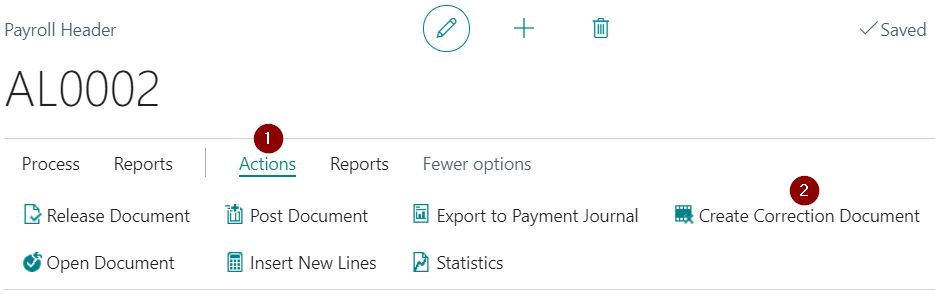 Payroll Header
Saved
AL0002
1
Process Reports Actions Reports Fewer options
2
Release Document Post Document Export to Payment Journal Create Correction Document
Open Document Insert New Lines Statistics